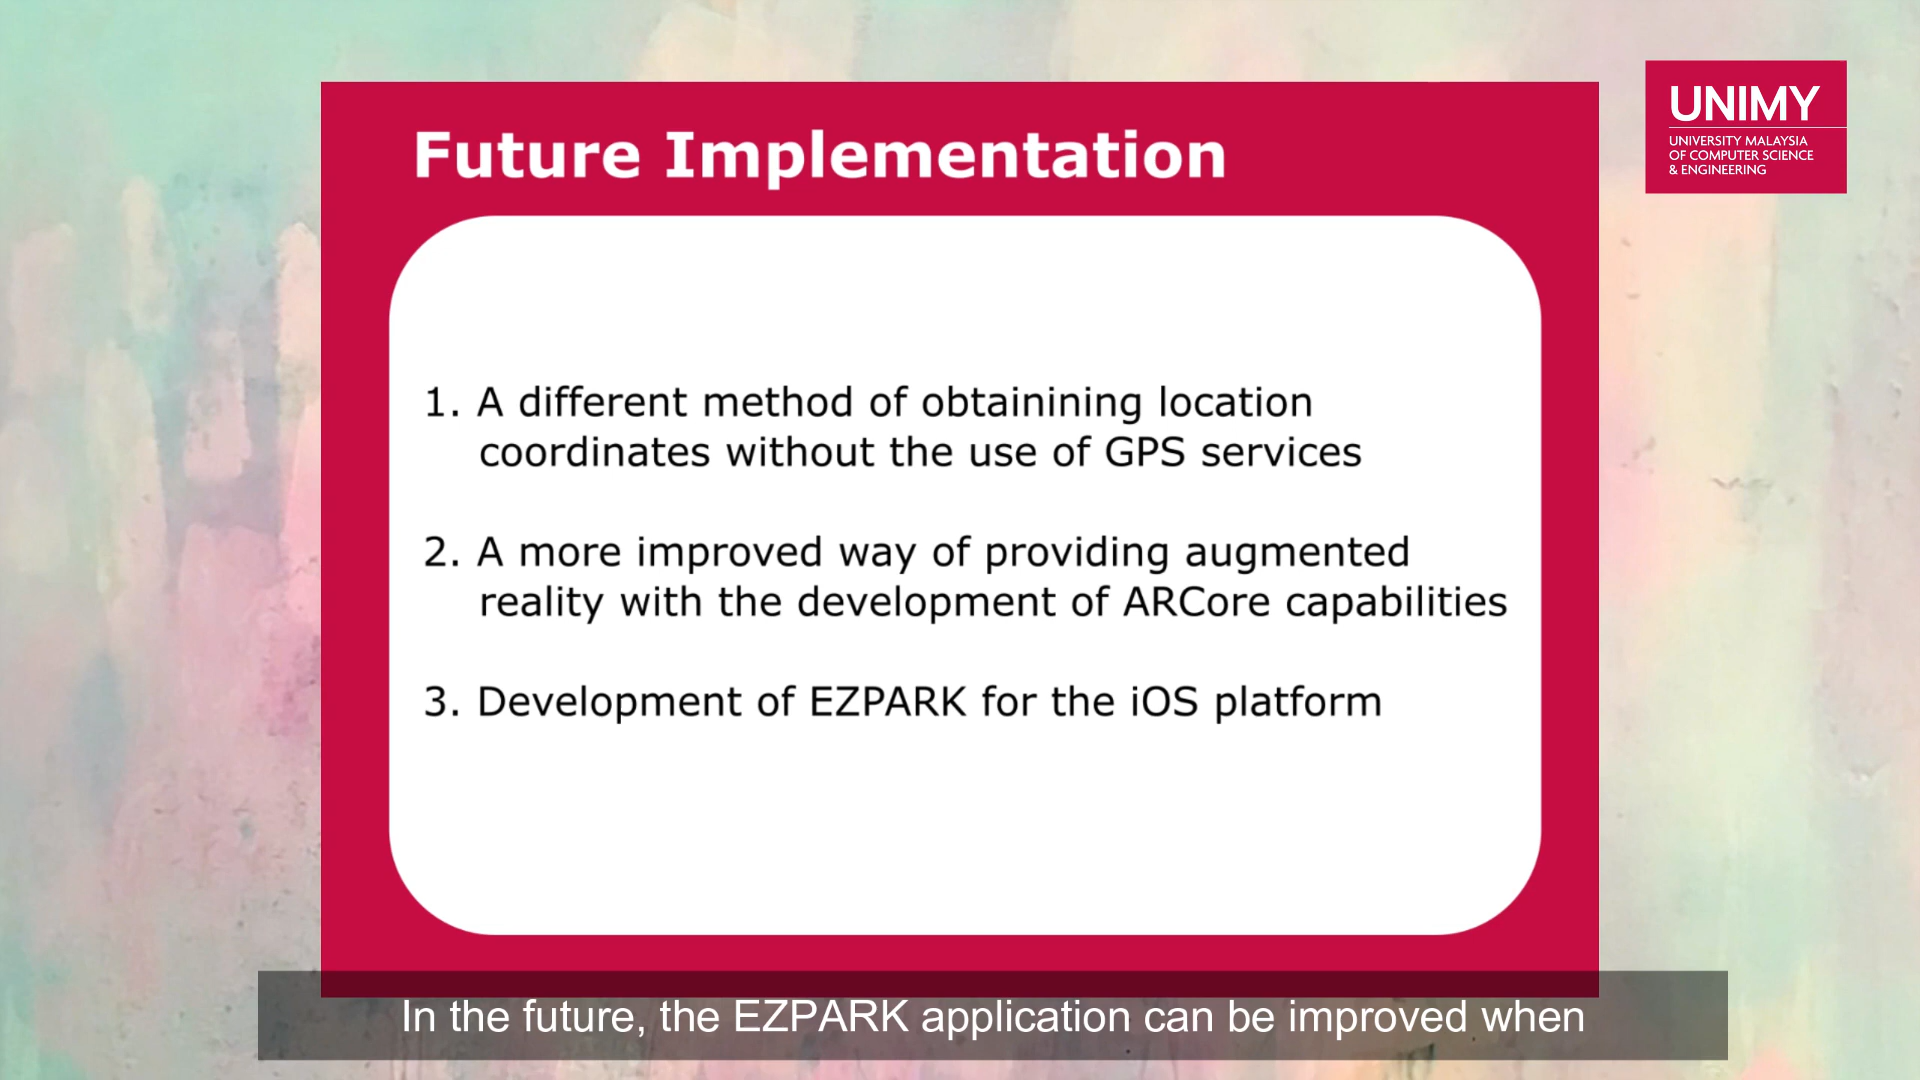 Future Implementation
UNIMY
UNIVERSITY MALAYSIA
OF COMPUTER SCIENCE
& ENGINEERING
1. A different method of obtainining location
coordinates without the use of GPS services
2. A more improved way of providing augmented
reality with the development of ARCore capabilities
3. Development of EZPARK for the iOS platform
In the future, the EZPARK application can be improved when